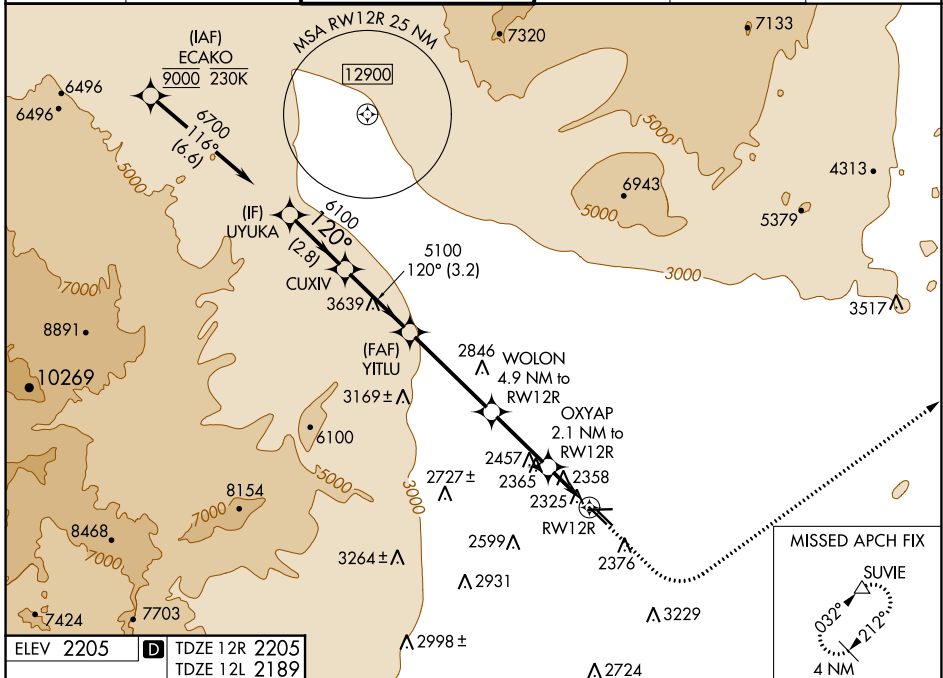 MSA RW12R 25 NM
12900
(IAF)
ECAKO
9000 230K
7320
7133
6496
6496
6700
116°
(6.6)
5000
5000
4313
6943
5000
5379
(IF)
UYUKA
6100
120°
(2.8)
CUXIV
5100
120° (3.2)
3000
7000
3639
3517
8891
(FAF)
YITLU
2846
WOLON
4.9 NM to
RW12R
10269
3169 ±
OXYAP
2.1 NM to
RW12R
6100
2457
2365
2358
2727 ±
2325
5000
3000
8154
7000
RW12R
8468
7000
2599
2376
3264 ±
MISSED APCH FIX
SUVIE
032°
212°
4 NM
2931
7424
7703
3229
2998 ±
2724
ELEV 2205
D
TDZE 12R 2205
TDZE 12L 2189